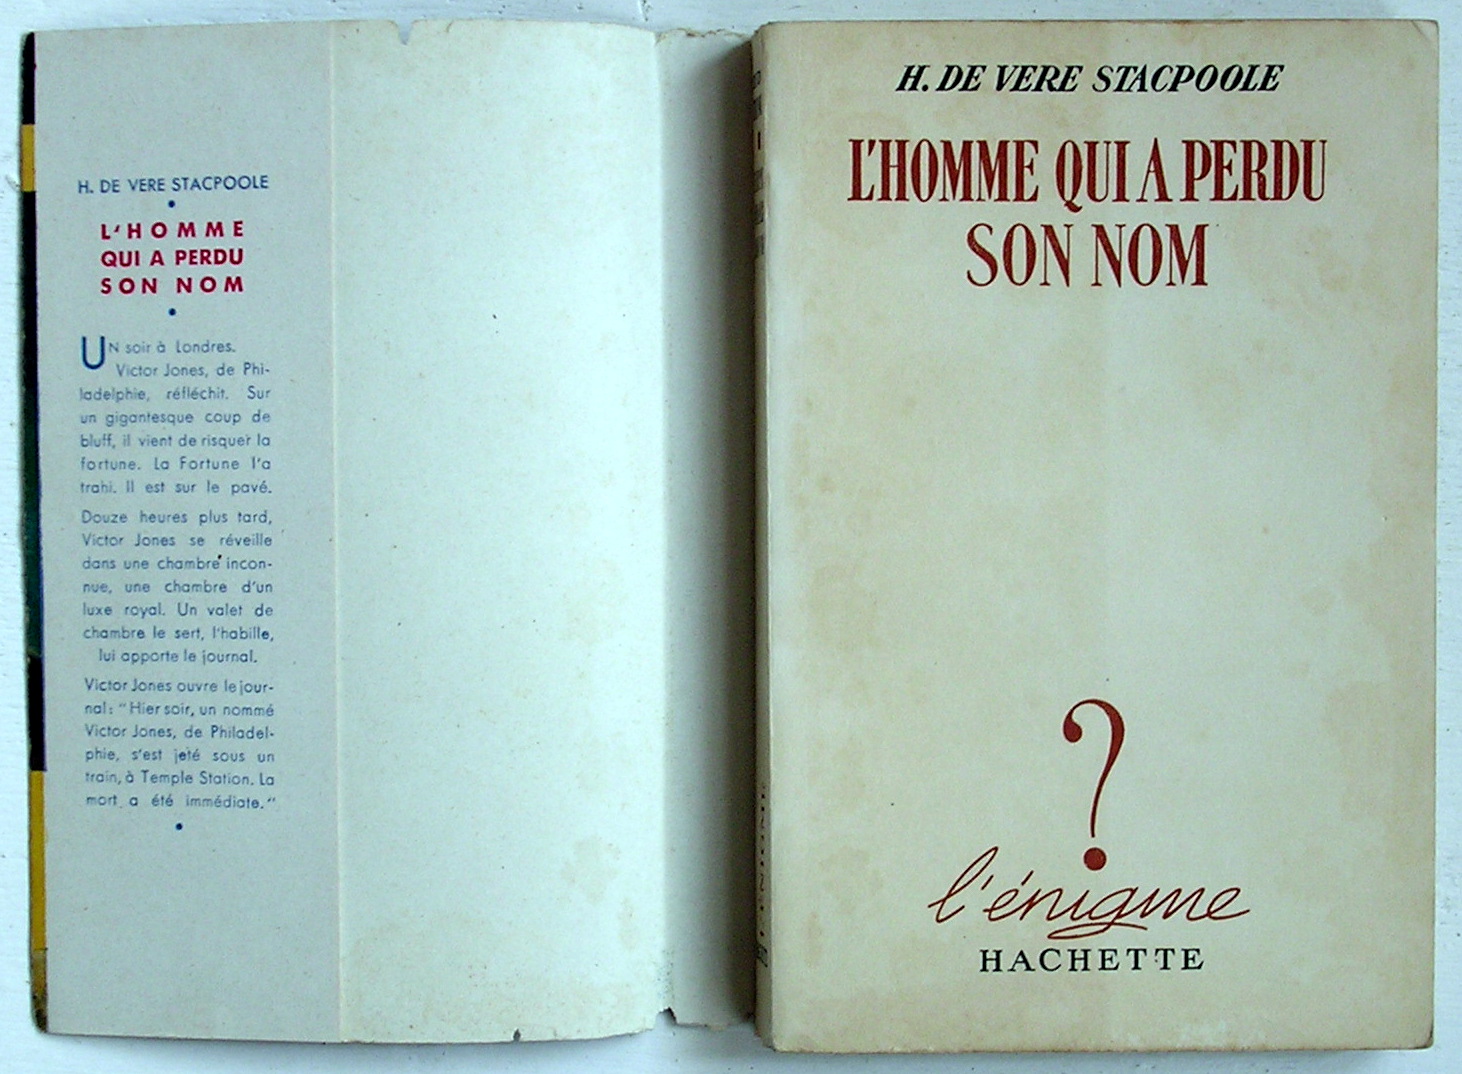 H. DE VERE STACPOOLE
L'HOMME
QUI A PERDU
SON NOM
UN soir à Londres.
Victor Jones, de Phi-
ladelphie, réfléchit. Sur
un gigantesque coup de
bluff, il vient de risquer la
fortune. La Fortune l'a
trahi. Il est sur le pavé.
Douze heures plus tard,
Victor Jones se réveille
dans une chambre incon-
nue, une chambre d'un
luxe royal. Un valet de
chambre le sert, l'habille,
lui apporte le journal.
Victor Jones ouvre le jour-
nal : "Hier soir, un nommé
Victor Jones, de Philadel-
phie, s'est jeté sous un
train, à Temple Station. La
mort a été immédiate."
H. DE VERE STACPOOLE
L'HOMME QUI A PERDU
SON NOM
?
l'énigme
HACHETTE